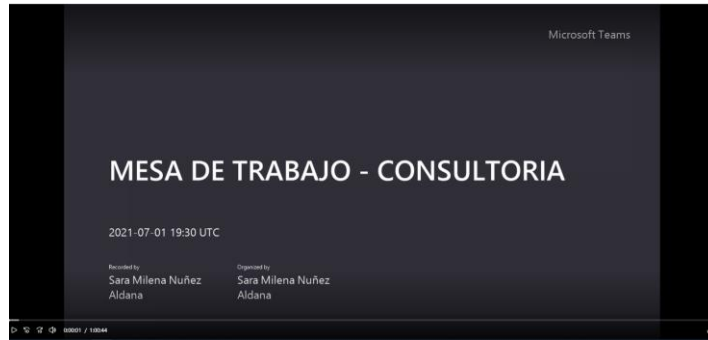 Microsoft Teams
MESA DE TRABAJO - CONSULTORIA
2021-07-01 19:30 UTC
Recorded by
Organized by
Sara Milena Nuñez
Sara Milena Nuñez
Aldana
Aldana
0:00:01 / 1:00:44